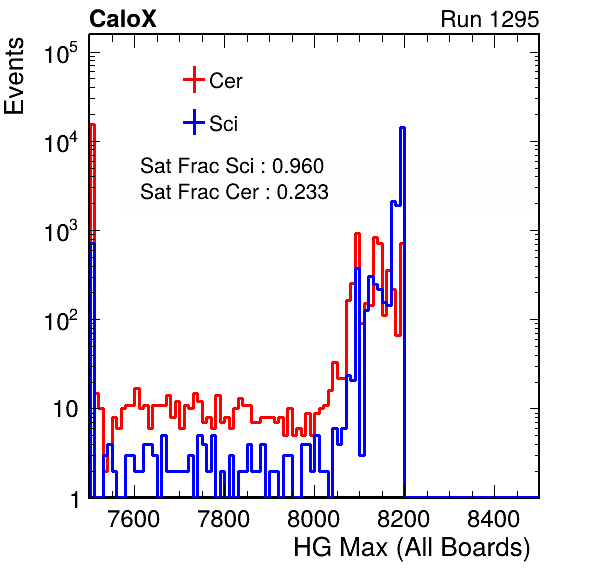 CaloX Run 1295
Events
10^5
10^4
10^3
10^2
10
1
Cer
Sci
Sat Frac Sci : 0.960
Sat Frac Cer : 0.233
7600 7800 8000 8200 8400
HG Max (All Boards)